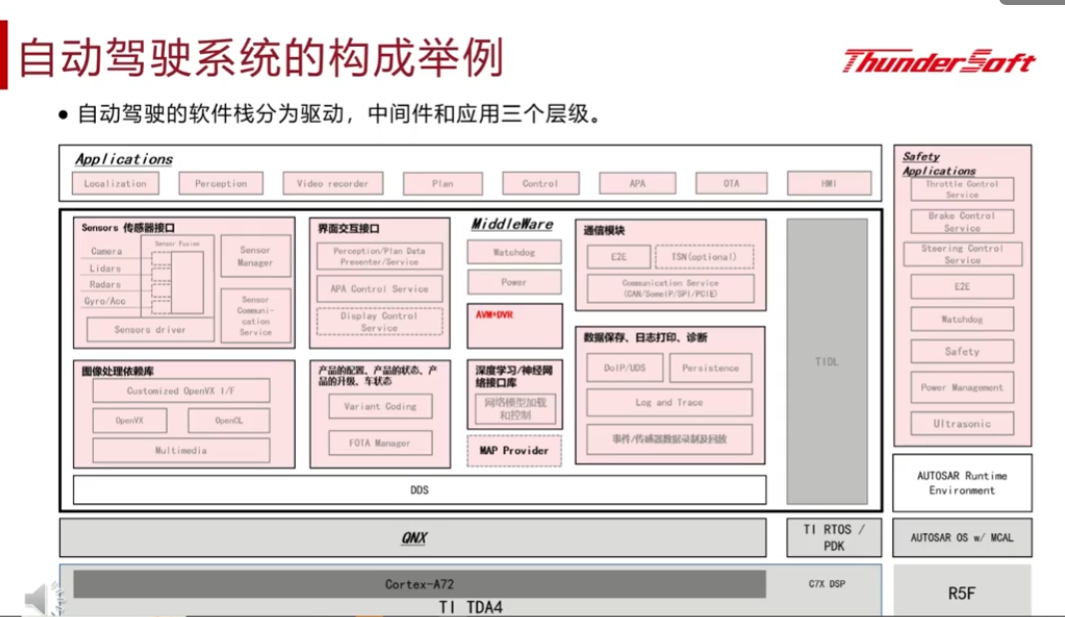 自动驾驶系统的构成举例
ThunderSoft
● 自动驾驶的软件栈分为驱动，中间件和应用三个层级。
Applications
Localization
Perception
Video recorder
Plan
Control
APA
OTA
HMI
Sensors 传感器接口
Camera
Lidars
Radars
Gyro/Acc
Sensor Fusion
Sensors driver
Sensor
Manager
Sensor
Communi-
cation
Service
界面交互接口
Perception/Plan Data
Presenter/Service
APA Control Service
Display Control
Service
MiddleWare
Watchdog
Power
AVM+DVR
通信模块
E2E
TSN(optional)
Communication Service
(CAN/SomeIP/SPI/PCIE)
图像处理依赖库
Customized OpenVX I/F
OpenVX
OpenCL
Multimedia
产品的配置、产品的状态、产
品的升级、车状态
Variant Coding
FOTA Manager
深度学习/神经网
络接口库
网络模型加载
和控制
MAP Provider
数据保存、日志打印、诊断
DoIP/UDS
Persistence
Log and Trace
事件/传感器数据录制及回放
TIDL
DDS
QNX
TI RTOS /
PDK
Cortex-A72
C7X DSP
TI TDA4
Safety
Applications
Throttle Control
Service
Brake Control
Service
Steering Control
Service
E2E
Watchdog
Safety
Power Management
Ultrasonic
AUTOSAR Runtime
Environment
AUTOSAR OS w/ MCAL
R5F